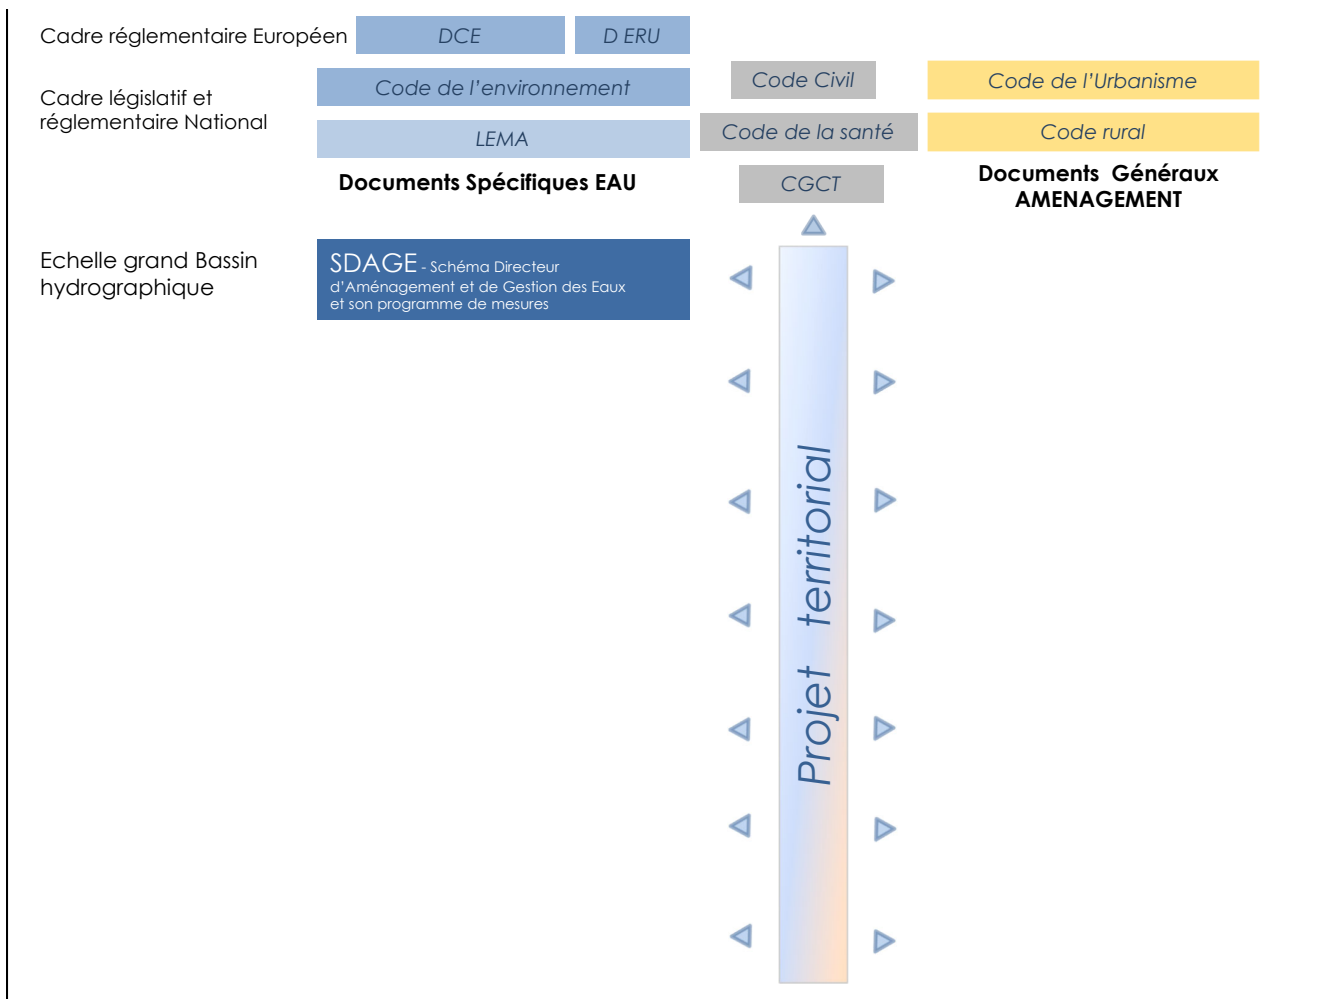 Cadre réglementaire Européen
DCE
D ERU
Cadre législatif et
réglementaire National
Code de l'environnement
LEMA
Code Civil
Code de la santé
CGCT
Code de l'Urbanisme
Code rural
Documents Spécifiques EAU
Documents Généraux
AMENAGEMENT
Echelle grand Bassin
hydrographique
SDAGE - Schéma Directeur
d'Aménagement et de Gestion des Eaux
et son programme de mesures
Projet territorial